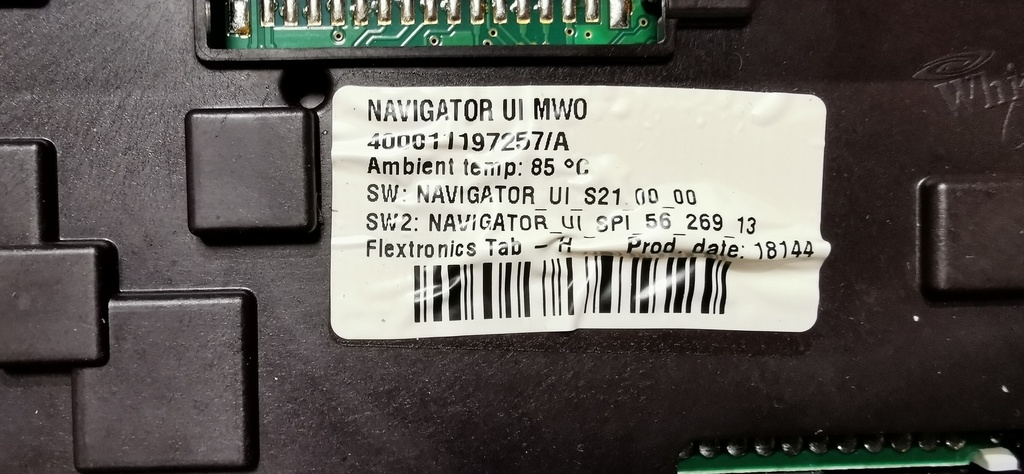 NAVIGATOR UI MWO
400011197257/A
Ambient temp: 85 °C
SW: NAVIGATOR_UI_S21_00_00
SW2: NAVIGATOR_UI_SPI_56_269_13
Flextronics Tab - H Prod. date: 18144